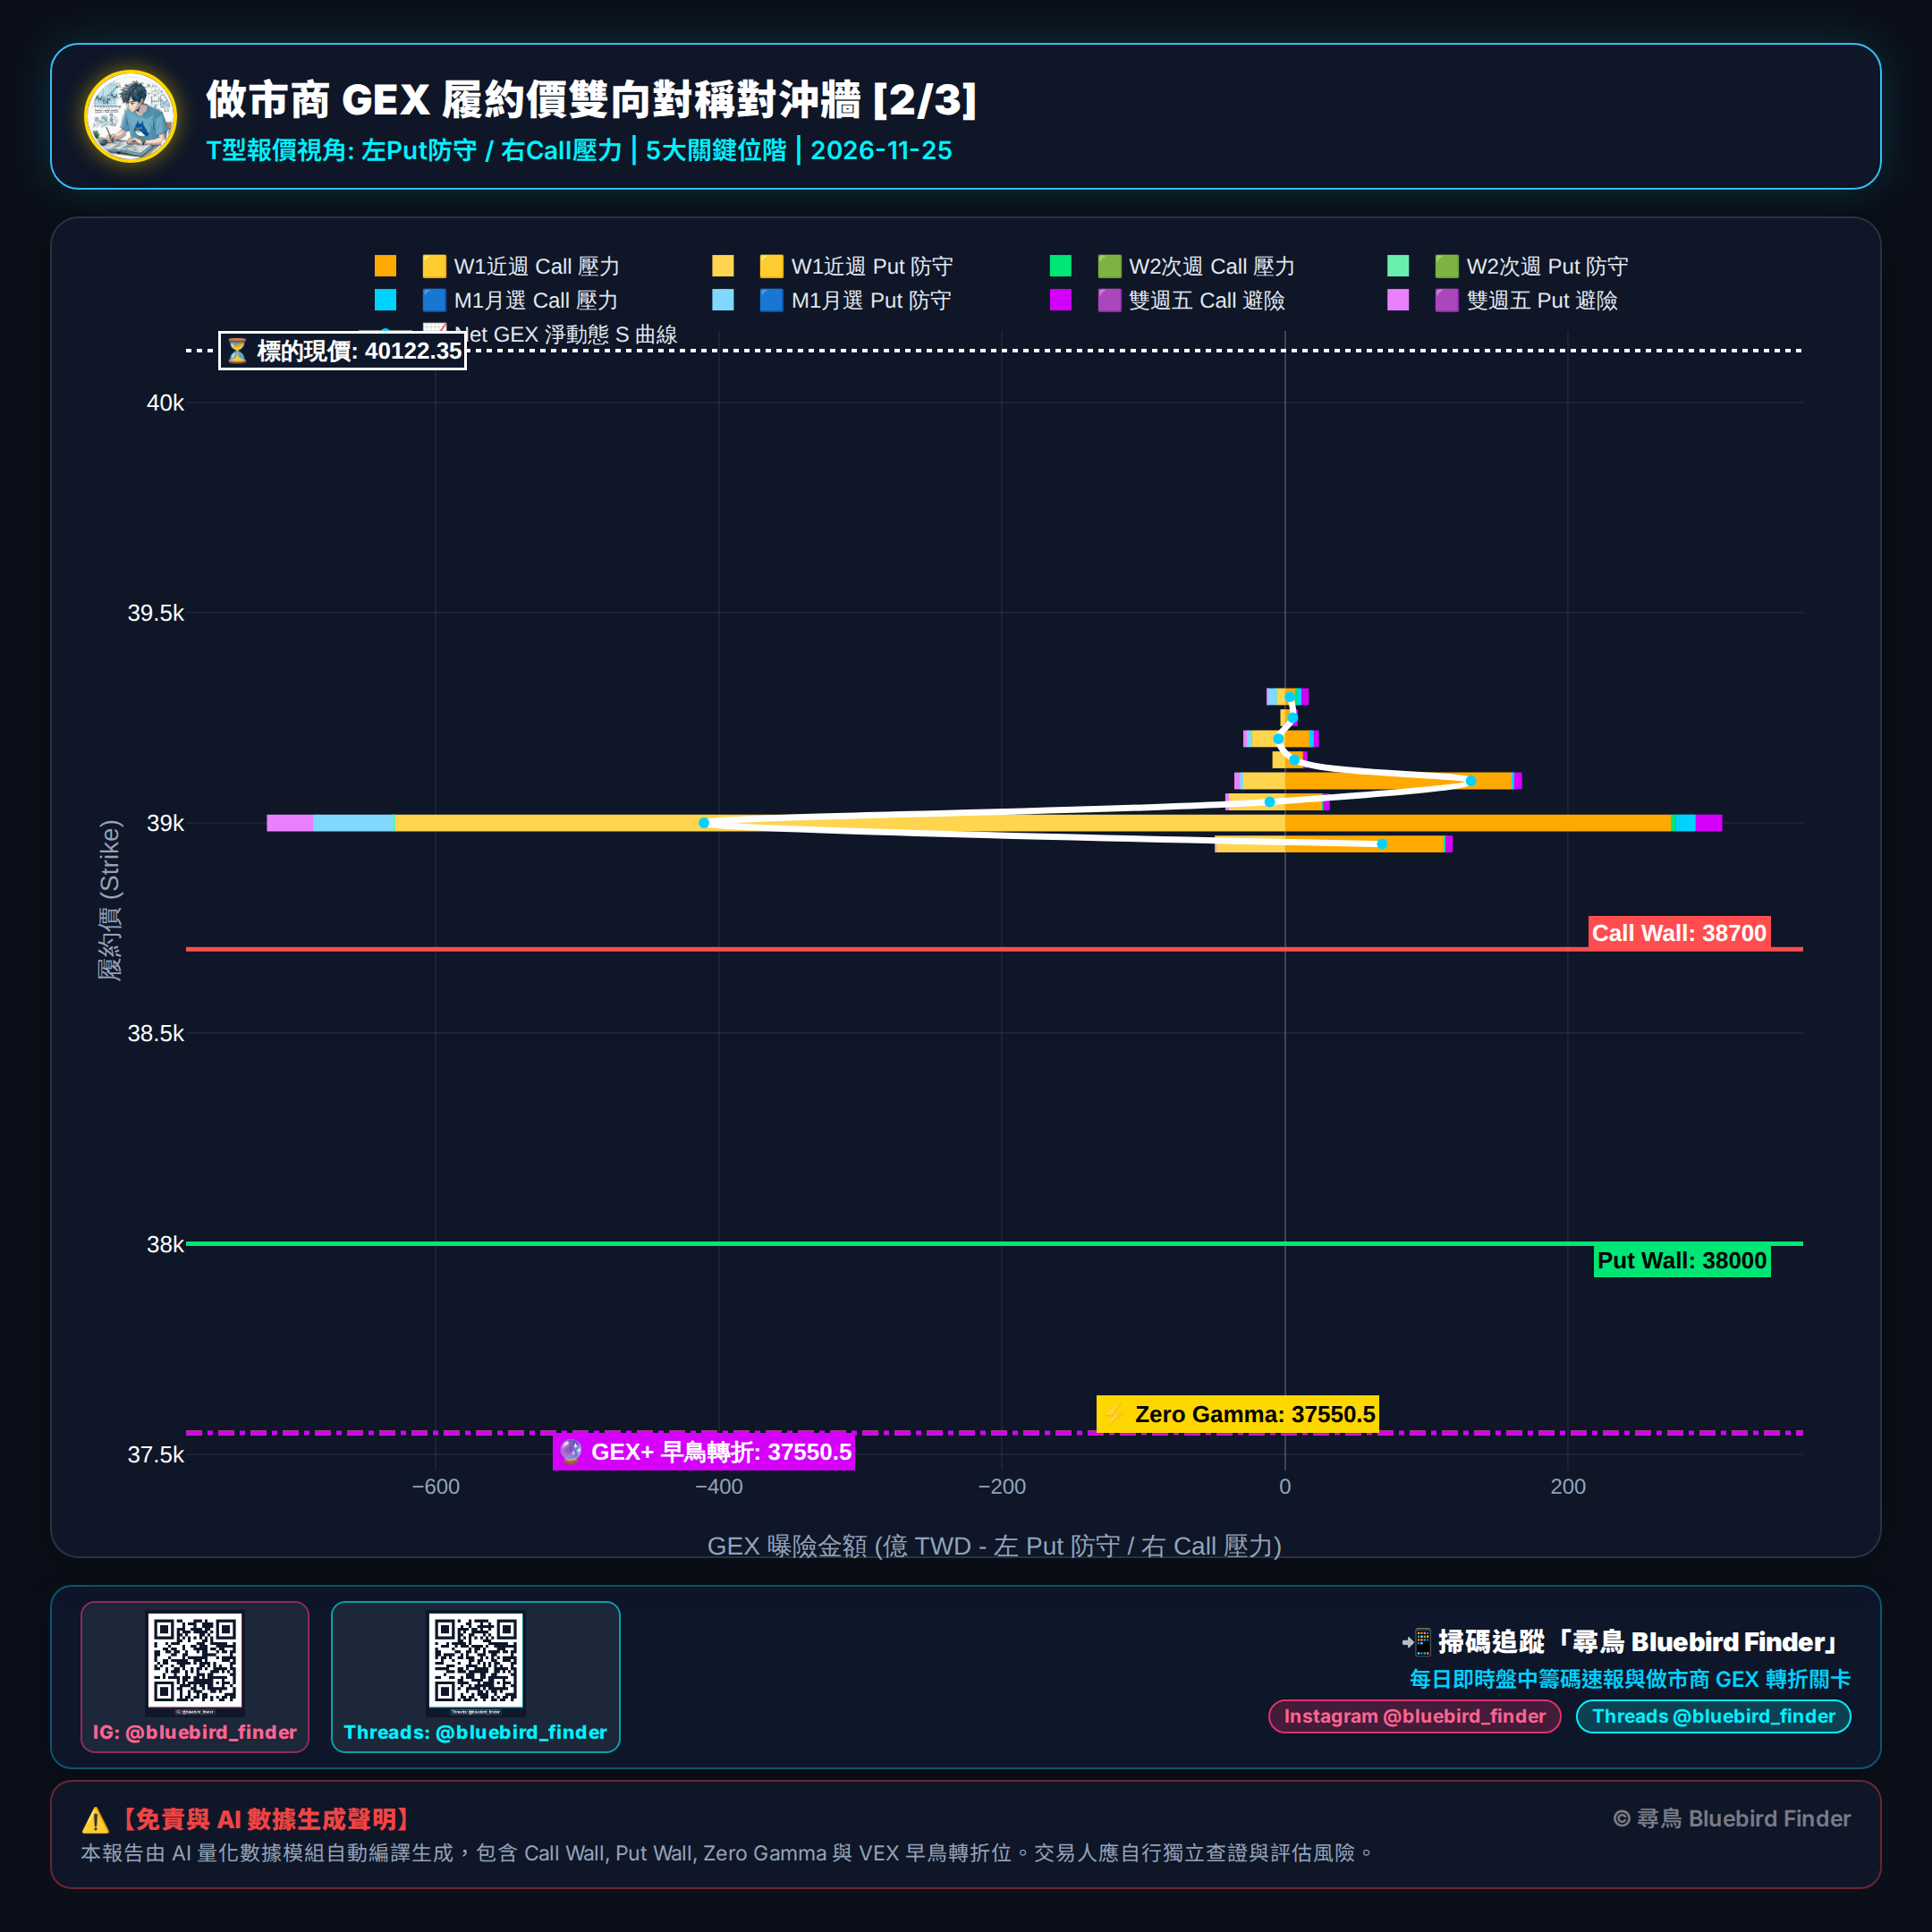 做市商 GEX 履約價雙向對稱對沖牆 [2/3]
T型報價視角: 左Put防守 / 右Call壓力 | 5大關鍵位階 | 2026-11-25
W1近週 Call 壓力
W1近週 Put 防守
W2次週 Call 壓力
W2次週 Put 防守
M1月選 Call 壓力
M1月選 Put 防守
雙週五 Call 避險
雙週五 Put 避險
Net GEX 淨動態 S 曲線
標的現價: 40122.35
40k
39.5k
39k
38.5k
38k
37.5k
履約價 (Strike)
Call Wall: 38700
Put Wall: 38000
Zero Gamma: 37550.5
GEX+ 早鳥轉折: 37550.5
−600
−400
−200
0
200
GEX 曝險金額 (億 TWD - 左 Put 防守 / 右 Call 壓力)
IG: @bluebird_finder
Threads: @bluebird_finder
IG: @bluebird_finder
Threads: @bluebird_finder
掃碼追蹤「尋鳥 Bluebird Finder」
每日即時盤中籌碼速報與做市商 GEX 轉折關卡
Instagram @bluebird_finder
Threads @bluebird_finder
【免責與 AI 數據生成聲明】
© 尋鳥 Bluebird Finder
本報告由 AI 量化數據模組自動編譯生成，包含 Call Wall, Put Wall, Zero Gamma 與 VEX 早鳥轉折位。交易人應自行獨立查證與評估風險。